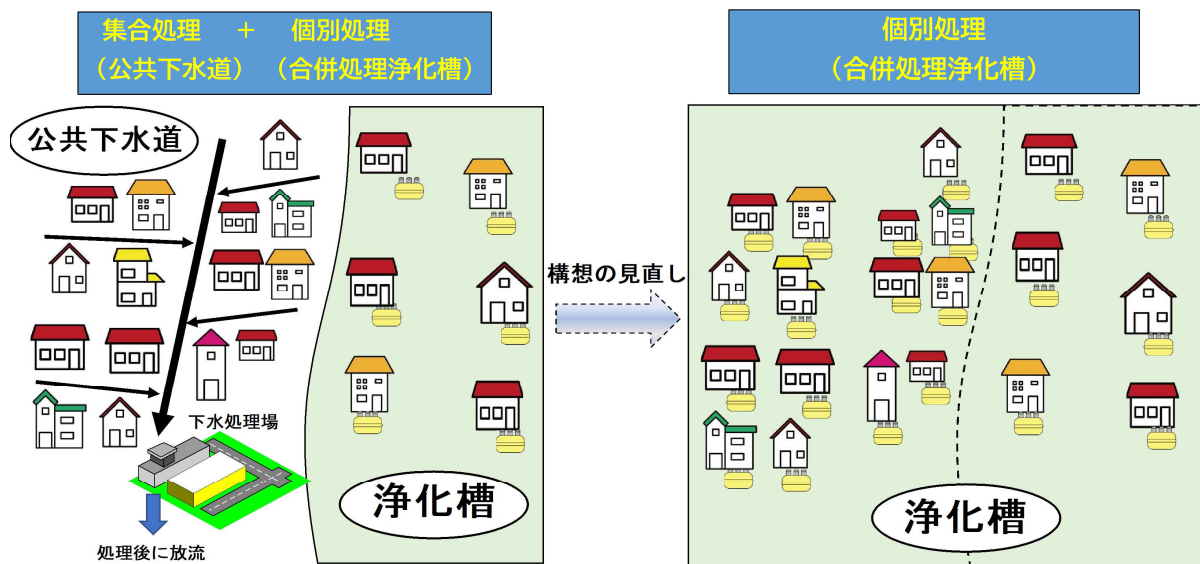 集合処理 + 個別処理
(公共下水道) (合併処理浄化槽)
公共下水道
下水処理場
処理後に放流
浄化槽
構想の見直し
個別処理
(合併処理浄化槽)
浄化槽